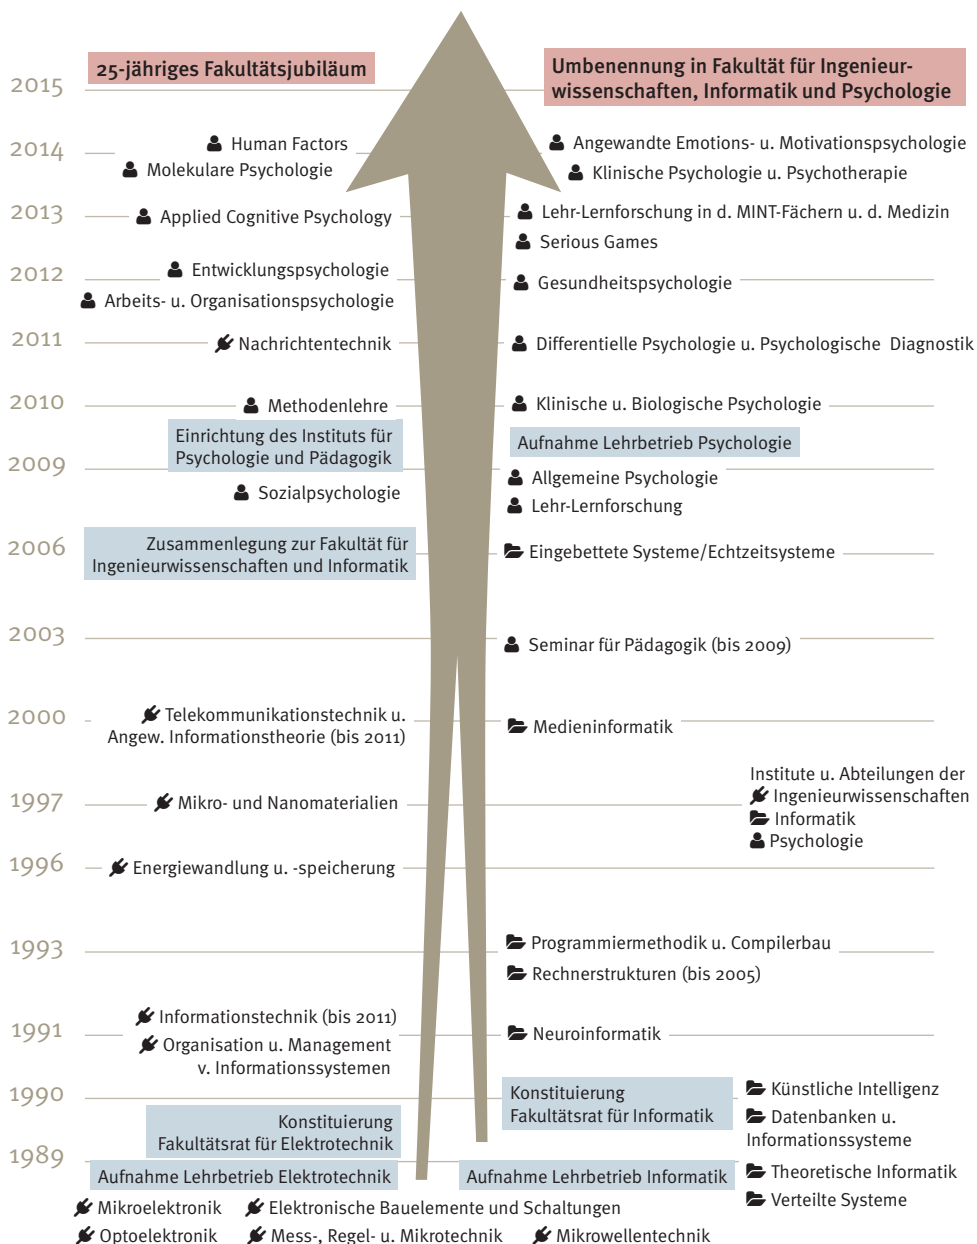 25-jähriges Fakultätsjubiläum
Umbenennung in Fakultät für Ingenieur-
wissenschaften, Informatik und Psychologie
2015
2014
Human Factors
Molekulare Psychologie
Angewandte Emotions- u. Motivationspsychologie
Klinische Psychologie u. Psychotherapie
2013
Applied Cognitive Psychology
Lehr-Lernforschung in d. MINT-Fächern u. d. Medizin
Serious Games
2012
Entwicklungspsychologie
Arbeits- u. Organisationspsychologie
Gesundheitspsychologie
2011
Nachrichtentechnik
Differentielle Psychologie u. Psychologische Diagnostik
2010
Methodenlehre
Klinische u. Biologische Psychologie
Einrichtung des Instituts für
Psychologie und Pädagogik
Aufnahme Lehrbetrieb Psychologie
2009
Sozialpsychologie
Allgemeine Psychologie
Lehr-Lernforschung
2006
Zusammenlegung zur Fakultät für
Ingenieurwissenschaften und Informatik
Eingebettete Systeme/Echtzeitsysteme
2003
Seminar für Pädagogik (bis 2009)
2000
Telekommunikationstechnik u.
Angew. Informationstheorie (bis 2011)
Medieninformatik
1997
Mikro- und Nanomaterialien
Institute u. Abteilungen der
Ingenieurwissenschaften
Informatik
Psychologie
1996
Energiewandlung u. -speicherung
1993
Programmiermethodik u. Compilerbau
Rechnerstrukturen (bis 2005)
1991
Informationstechnik (bis 2011)
Organisation u. Management
v. Informationssystemen
Neuroinformatik
1990
Konstituierung
Fakultätsrat für Elektrotechnik
Konstituierung
Fakultätsrat für Informatik
Künstliche Intelligenz
Datenbanken u.
Informationssysteme
Theoretische Informatik
Verteilte Systeme
1989
Aufnahme Lehrbetrieb Elektrotechnik
Aufnahme Lehrbetrieb Informatik
Mikroelektronik
Elektronische Bauelemente und Schaltungen
Optoelektronik
Mess-, Regel- u. Mikrotechnik
Mikrowellentechnik